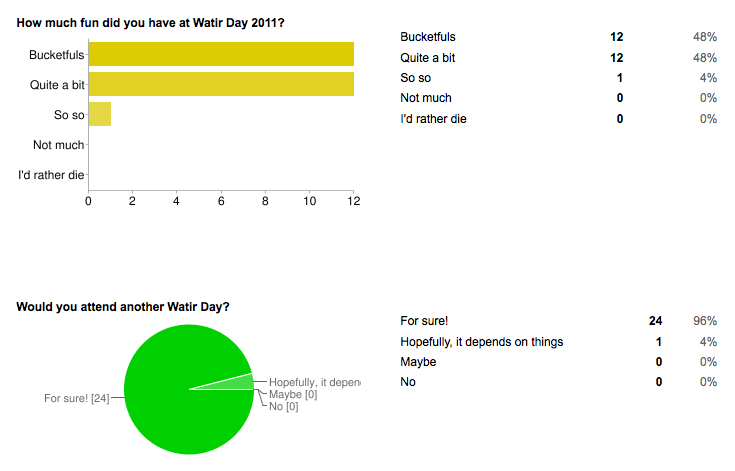 How much fun did you have at Watir Day 2011?
Bucketfuls
Quite a bit
So so
Not much
I'd rather die
0 2 4 6 8 10 12
Bucketfuls 12 48%
Quite a bit 12 48%
So so 1 4%
Not much 0 0%
I'd rather die 0 0%
Would you attend another Watir Day?
For sure! [24]
Hopefully, it depen
Maybe [0]
No [0]
For sure! 24 96%
Hopefully, it depends on things 1 4%
Maybe 0 0%
No 0 0%